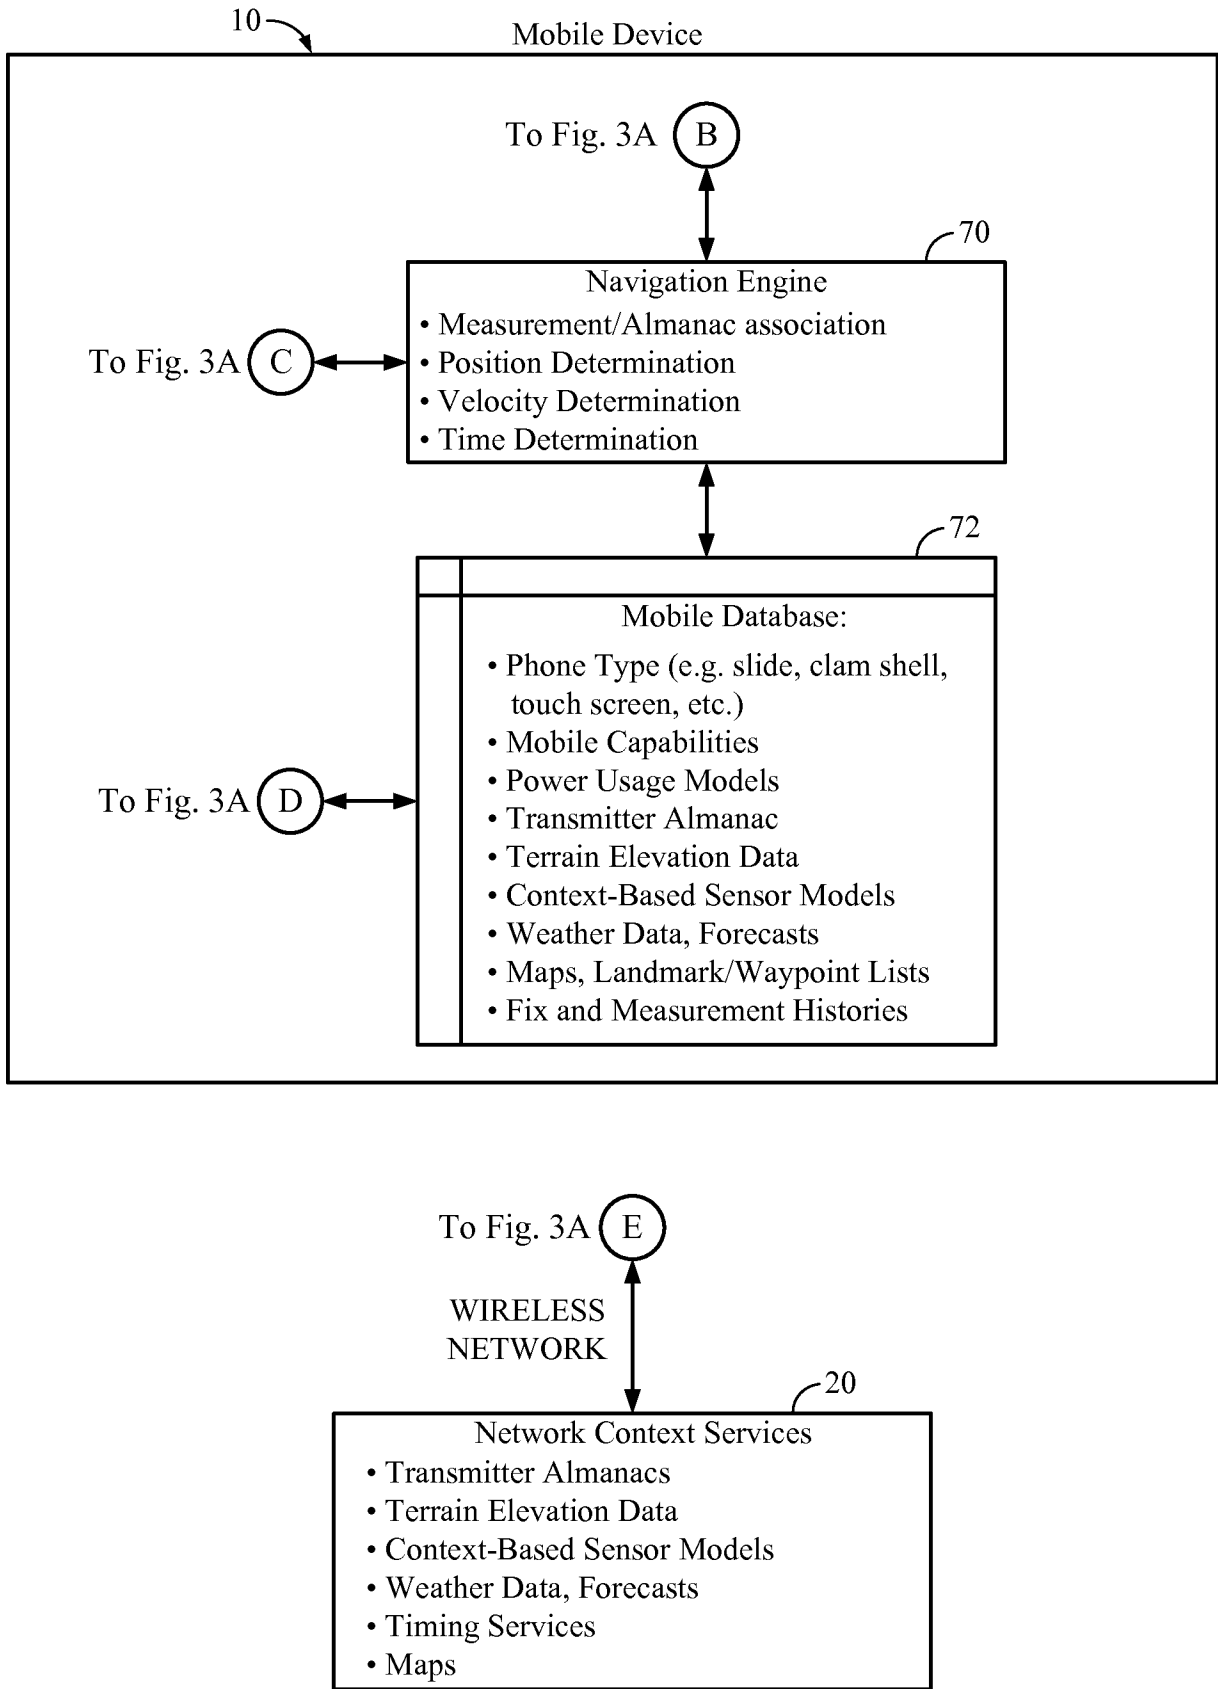 10
Mobile Device
To Fig. 3A B
70
Navigation Engine
• Measurement/Almanac association
To Fig. 3A C
• Position Determination
• Velocity Determination
• Time Determination
72
Mobile Database:
• Phone Type (e.g. slide, clam shell,
touch screen, etc.)
• Mobile Capabilities
• Power Usage Models
To Fig. 3A D
• Transmitter Almanac
• Terrain Elevation Data
• Context-Based Sensor Models
• Weather Data, Forecasts
• Maps, Landmark/Waypoint Lists
• Fix and Measurement Histories
To Fig. 3A E
WIRELESS
NETWORK
20
Network Context Services
• Transmitter Almanacs
• Terrain Elevation Data
• Context-Based Sensor Models
• Weather Data, Forecasts
• Timing Services
• Maps